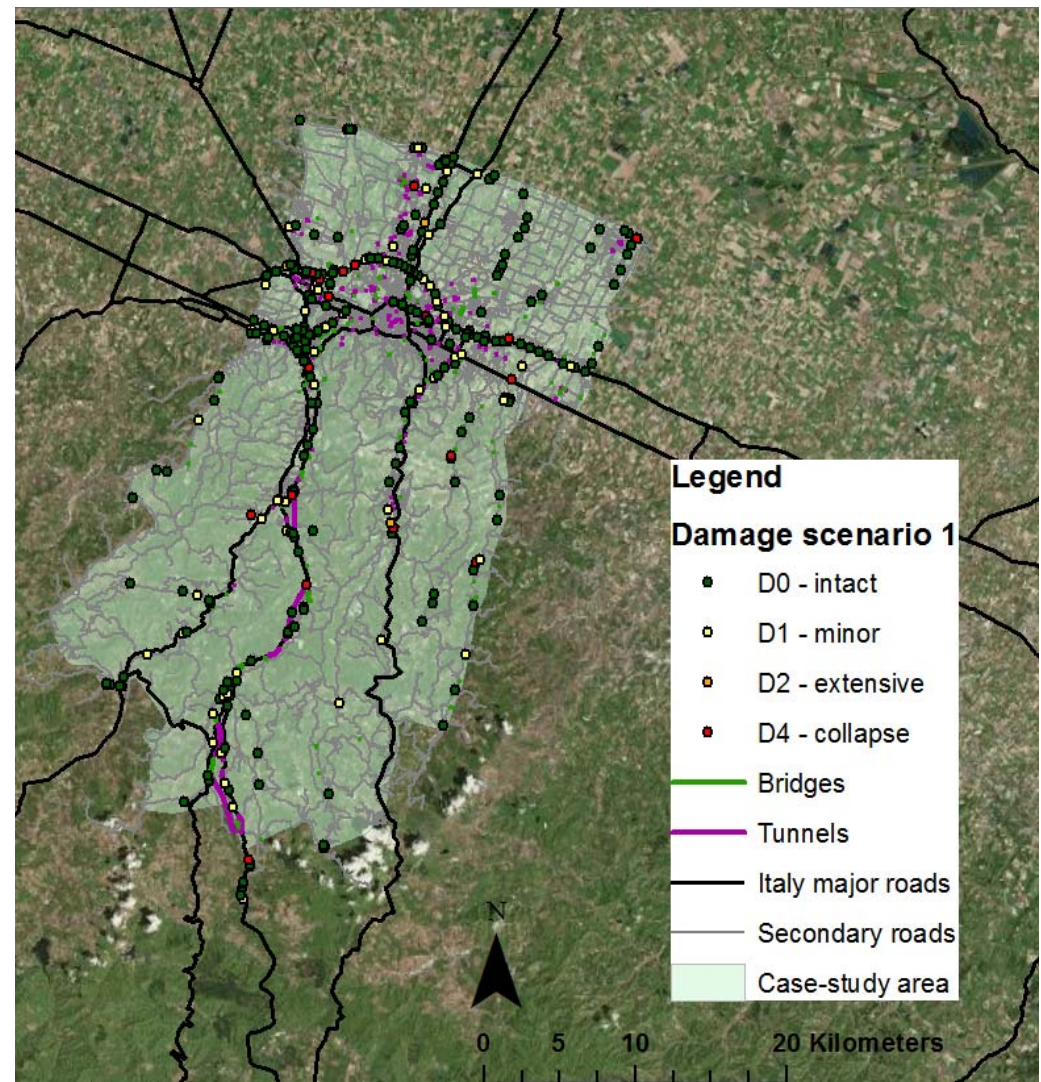 Legend
Damage scenario 1
D0 - intact
D1 - minor
D2 - extensive
D4 - collapse
Bridges
Tunnels
Italy major roads
Secondary roads
Case-study area
N
0 5 10 20 Kilometers